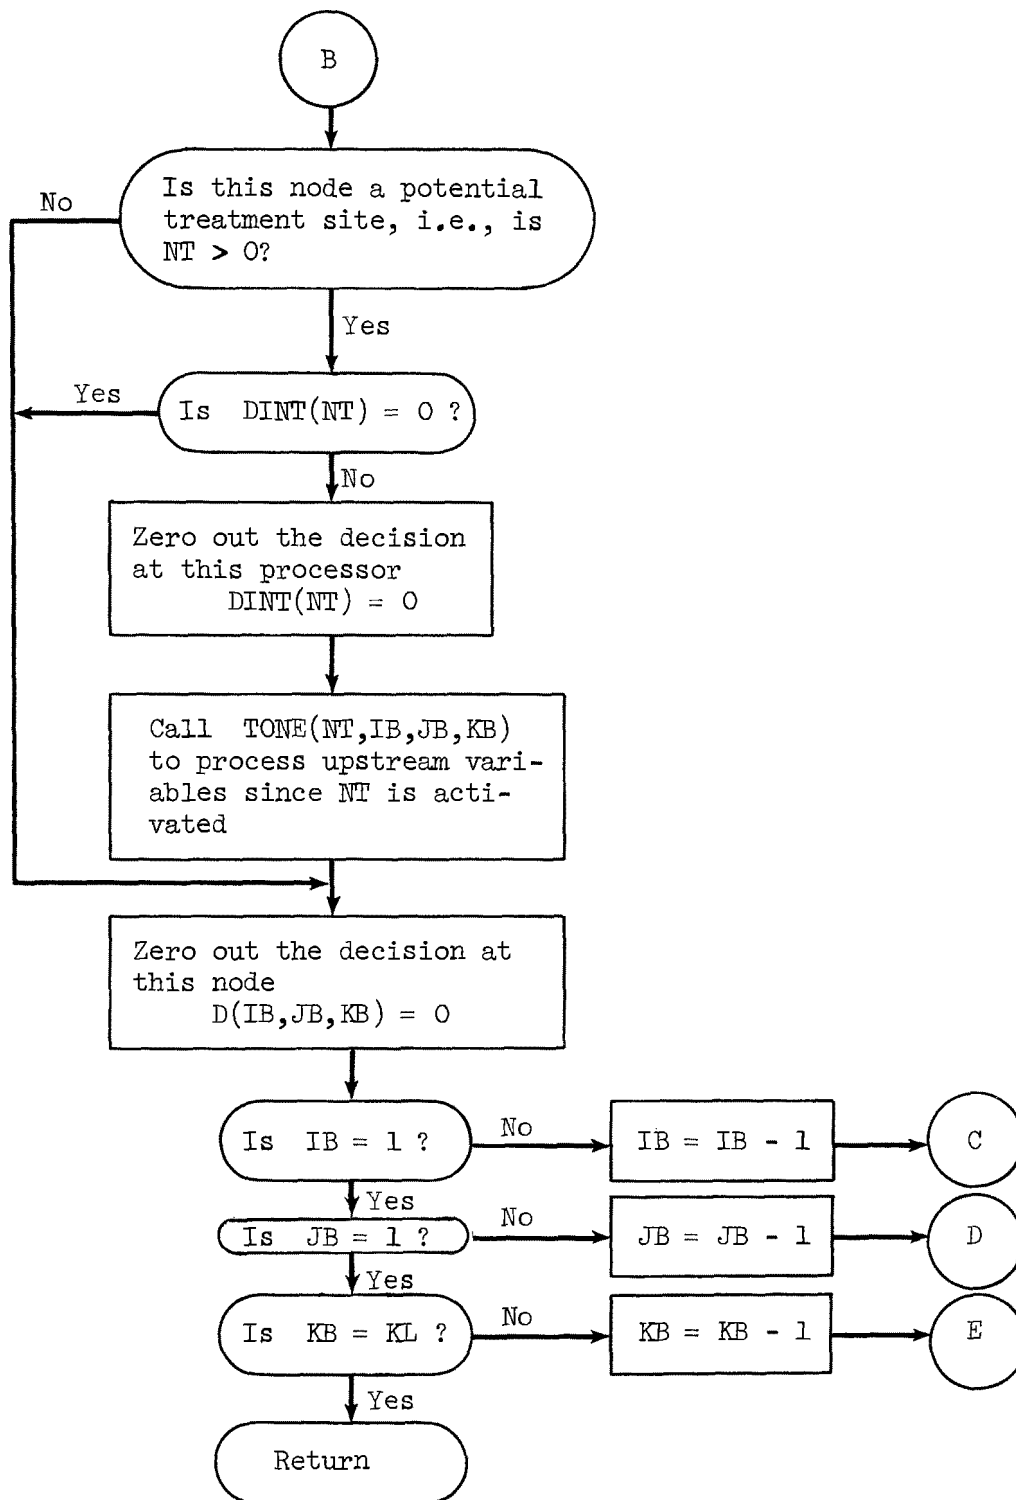 B
Is this node a potential
treatment site, i.e., is
NT > 0?
No
Yes
Yes
Is DINT(NT) = 0 ?
No
Zero out the decision
at this processor
DINT(NT) = 0
Call TONE(NT,IB,JB,KB)
to process upstream vari-
ables since NT is acti-
vated
Zero out the decision at
this node
D(IB,JB,KB) = 0
Is IB = 1 ?
No
IB = IB - 1
C
Yes
Is JB = 1 ?
No
JB = JB - 1
D
Yes
Is KB = KL ?
No
KB = KB - 1
E
Yes
Return